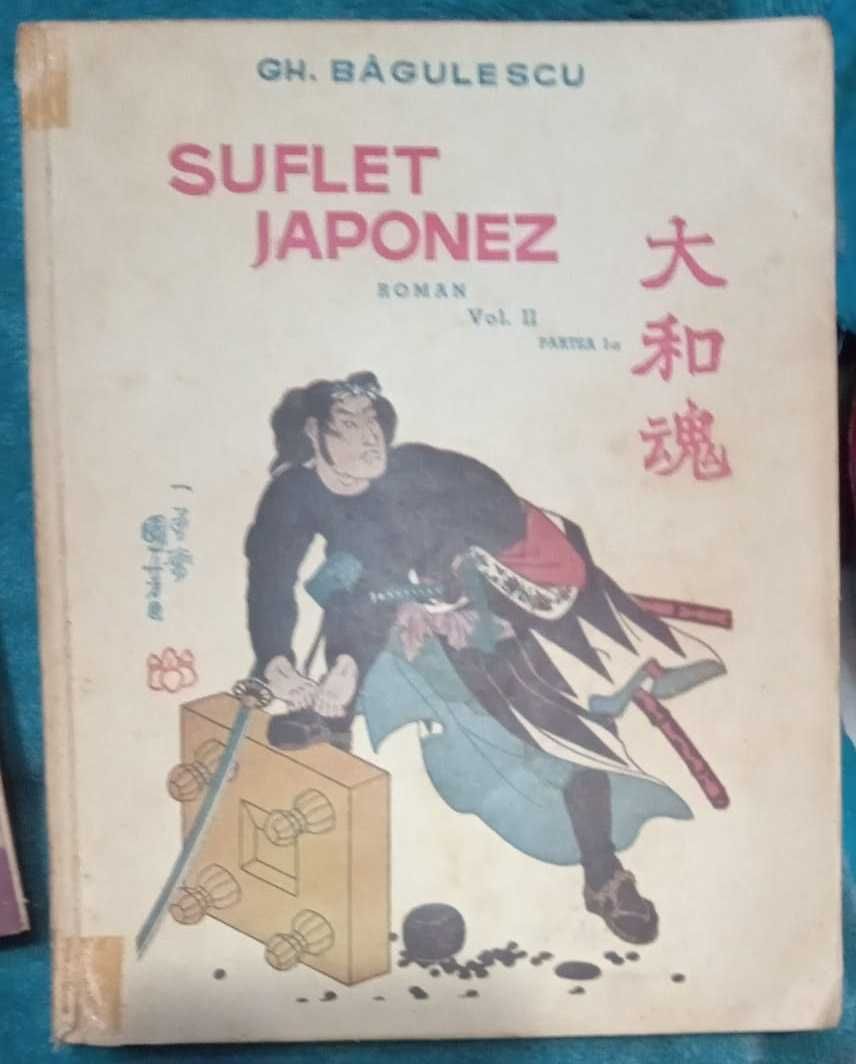 GH. BĂGULESCU
SUFLET
JAPONEZ
ROMAN
Vol. II
PARTEA I-a
大和魂